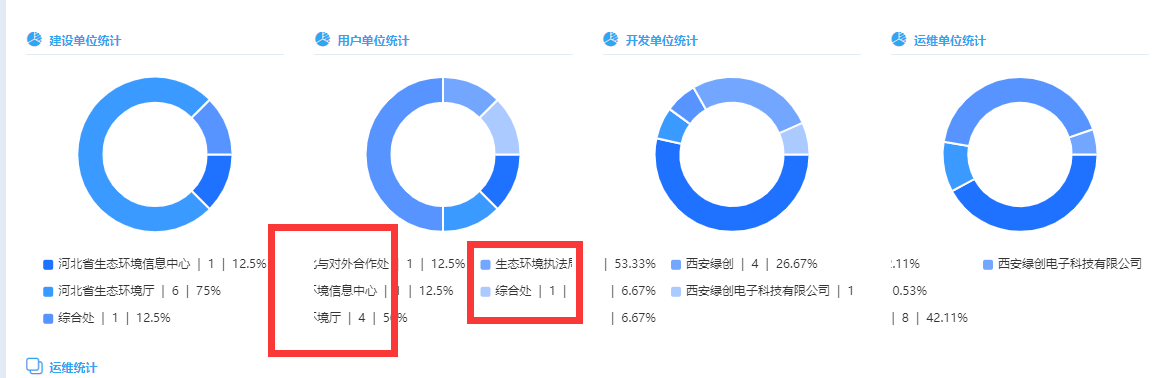 建设单位统计
用户单位统计
开发单位统计
运维单位统计
河北省生态环境信息中心 | 1 | 12.5%
河北省生态环境厅 | 6 | 75%
综合处 | 1 | 12.5%
与对外合作处 | 1 | 12.5%
环境信息中心 | 1 | 12.5%
环境厅 | 4 | 50%
生态环境执法
综合处 | 1 |
| 53.33%
| 6.67%
| 6.67%
西安绿创 | 4 | 26.67%
西安绿创电子科技有限公司 | 1
.11%
0.53%
| 8 | 42.11%
西安绿创电子科技有限公司
运维统计